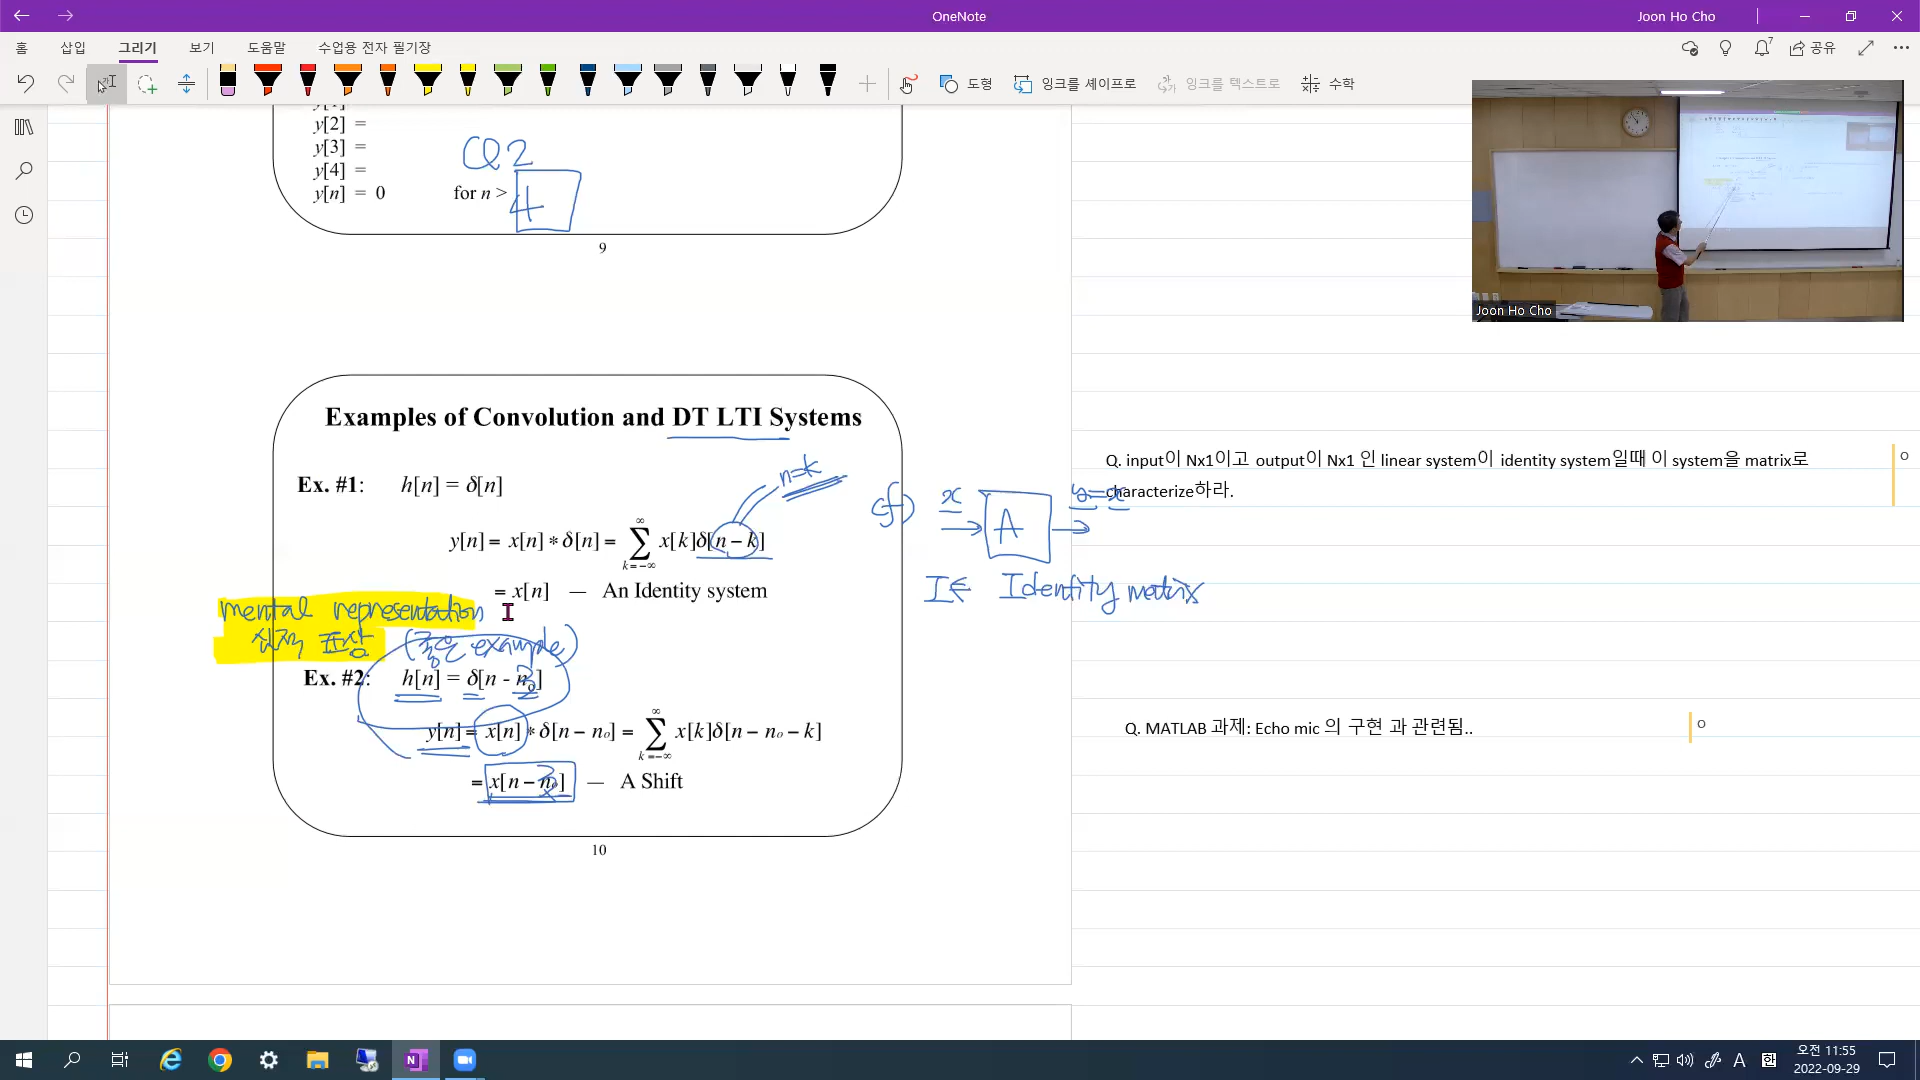 OneNote
Joon Ho Cho
홈 삽입 그리기 보기 도움말 수업용 전자 필기장
7
공유
도형 잉크를 셰이프로 잉크를 텍스트로 수학
y[1] =
y[2] =
y[3] =
y[4] =
y[n] = 0 for n > 4
CQ2
9
Joon Ho Cho
Examples of Convolution and DT LTI Systems
n=k
Ex. #1: h[n] = δ[n]
y[n] = x[n] * δ[n] = ∑ x[k]δ[n − k]
∞
k = −∞
= x[n] — An Identity system
cf) x A y = x
I ← Identity matrix
Q. input이 Nx1이고 output이 Nx1 인 linear system이 identity system일때 이 system을 matrix로
characterize하라.
mental representation
심적 표상 (좋은 example)
Ex. #2: h[n] = δ[n - n₀]
3
y[n] = x[n] * δ[n − nₒ] = ∑ x[k]δ[n − nₒ − k]
∞
k = −∞
= x[n − nₒ] — A Shift
3
Q. MATLAB 과제: Echo mic 의 구현 과 관련됨..
10
A 한
오전 11:55
2022-09-29